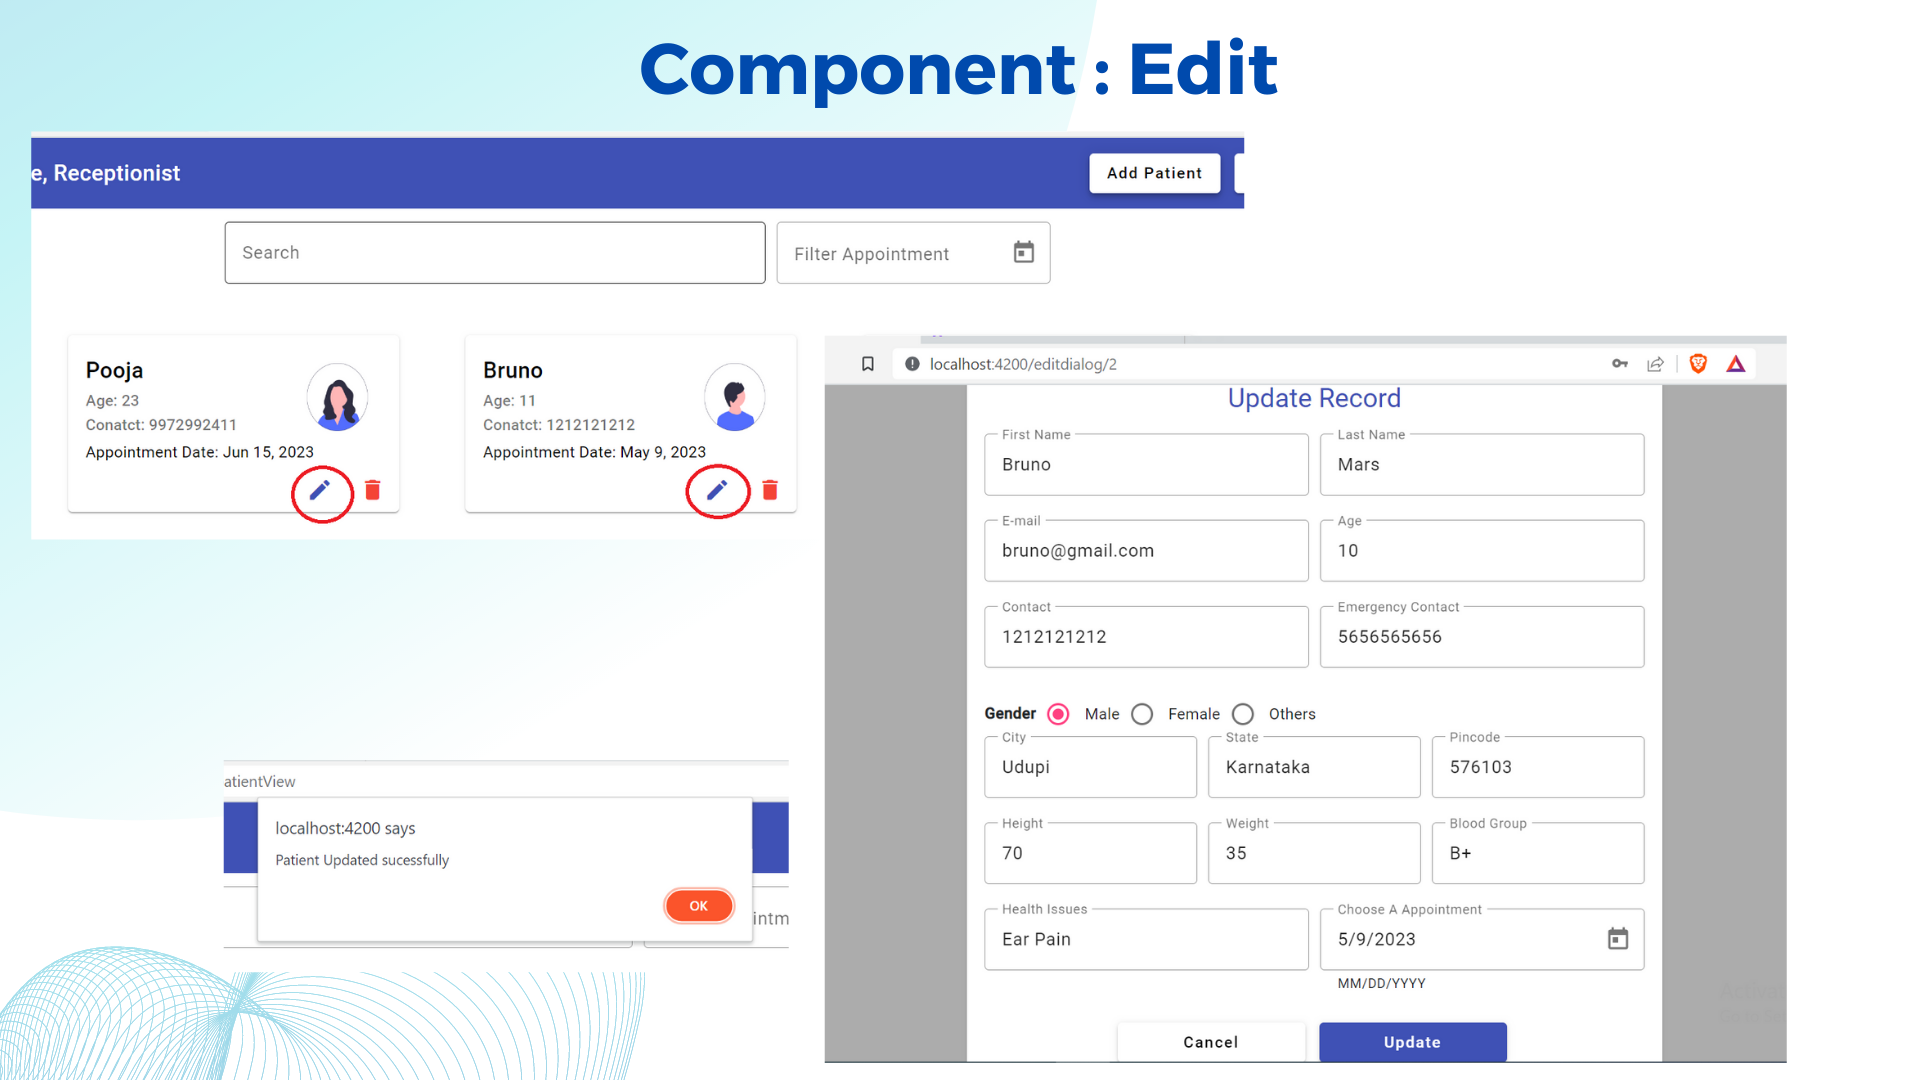 Component : Edit
e, Receptionist
Add Patient
Search
Filter Appointment
Pooja
Age: 23
Conatct: 9972992411
Appointment Date: Jun 15, 2023
Bruno
Age: 11
Conatct: 1212121212
Appointment Date: May 9, 2023
localhost:4200/editdialog/2
Update Record
First Name
Bruno
Last Name
Mars
E-mail
bruno@gmail.com
Age
10
Contact
1212121212
Emergency Contact
5656565656
Gender Male Female Others
City
Udupi
State
Karnataka
Pincode
576103
Height
70
Weight
35
Blood Group
B+
Health Issues
Ear Pain
Choose A Appointment
5/9/2023
MM/DD/YYYY
Cancel
Update
atientView
localhost:4200 says
Patient Updated sucessfully
OK
intm